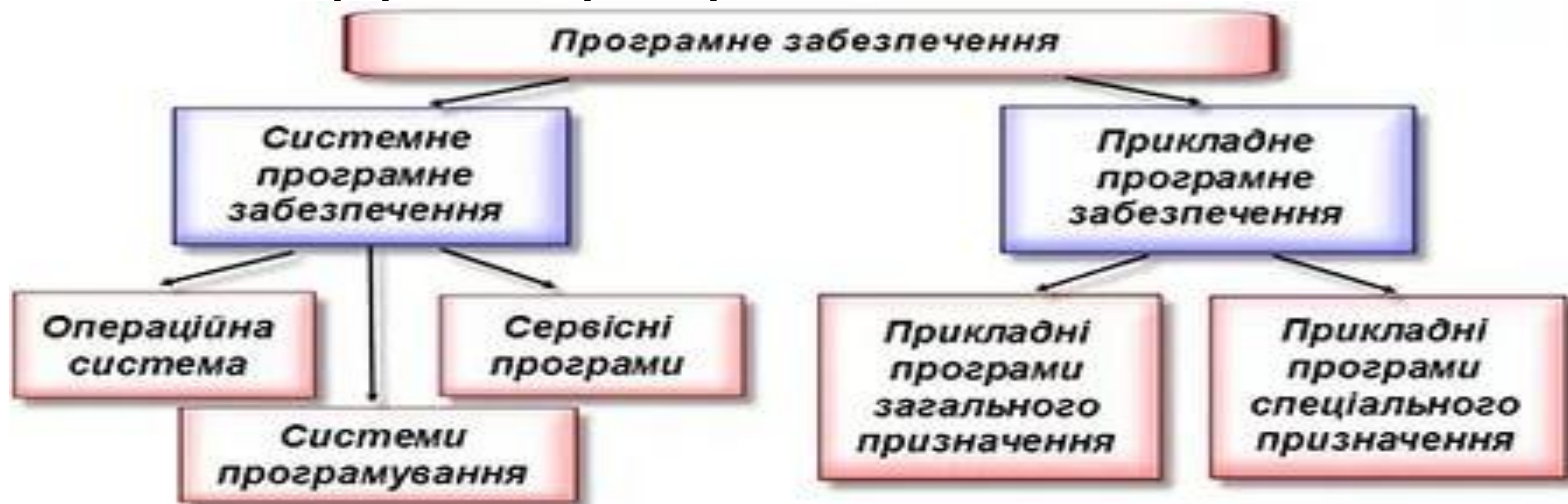 Програмне забезпечення
Системне
програмне
забезпечення
Прикладне
програмне
забезпечення
Операційна
система
Сервісні
програми
Системи
програмування
Прикладні
програми
загального
призначення
Прикладні
програми
спеціального
призначення